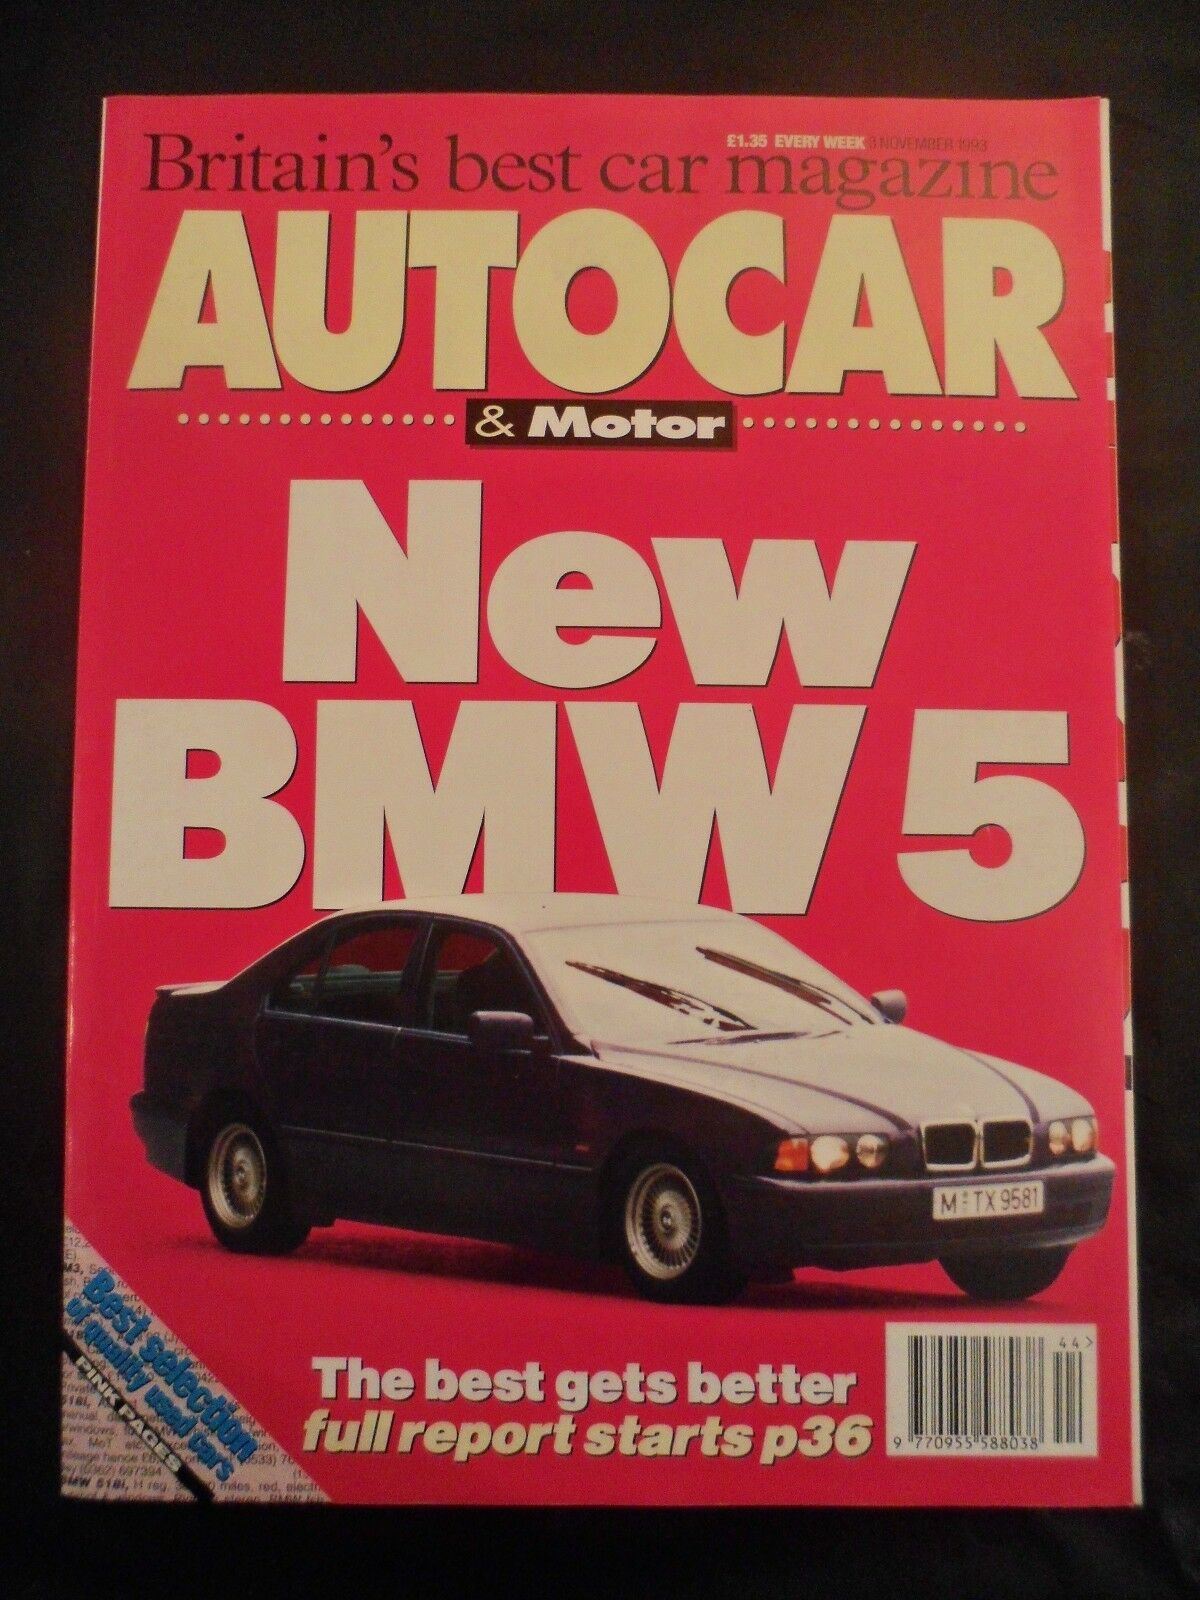 £1.35 EVERY WEEK 3 NOVEMBER 1993
Britain's best car magazine
AUTOCAR
& Motor
New
BMW 5
M TX 9581
Best selection
of quality used cars
PINK PAGES
The best gets better
full report starts p36
44>
9 770955 588038